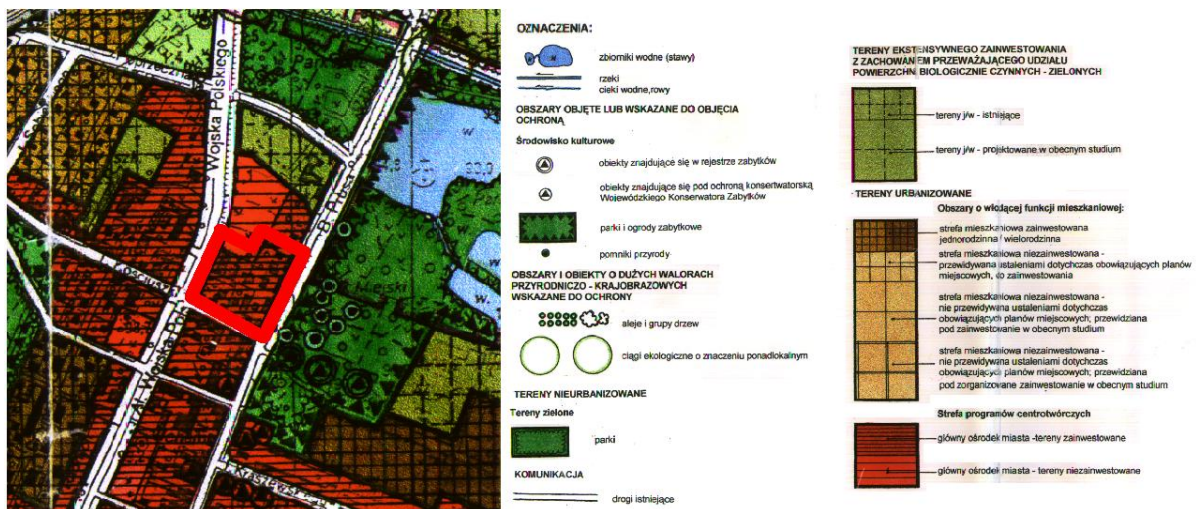 Wojska Polskiego
B. Prusa
T. Kościuszki
Al. Wojska Pol
Kraszewski
w.
OZNACZENIA:
zbiorniki wodne (stawy)
rzeki
cieki wodne,rowy
OBSZARY OBJĘTE LUB WSKAZANE DO OBJĘCIA
OCHRONĄ
Środowisko kulturowe
obiekty znajdujące się w rejestrze zabytków
obiekty znajdujące się pod ochroną konserwatorską
Wojewódzkiego Konserwatora Zabytków
parki i ogrody zabytkowe
pomniki przyrody
OBSZARY I OBIEKTY O DUŻYCH WALORACH
PRZYRODNICZO - KRAJOBRAZOWYCH
WSKAZANE DO OCHRONY
aleje i grupy drzew
ciągi ekologiczne o znaczeniu ponadlokalnym
TERENY NIEURBANIZOWANE
Tereny zielone
parki
KOMUNIKACJA
drogi istniejące
TERENY EKSTENSYWNEGO ZAINWESTOWANIA
Z ZACHOWANIEM PRZEWAŻAJĄCEGO UDZIAŁU
POWIERZCHNI BIOLOGICZNIE CZYNNYCH - ZIELONYCH
tereny j/w - istniejące
tereny j/w - projektowane w obecnym studium
TERENY URBANIZOWANE
Obszary o wiodącej funkcji mieszkaniowej:
strefa mieszkaniowa zainwestowana
jednorodzinna / wielorodzinna
strefa mieszkaniowa niezainwestowana -
przewidywana ustaleniami dotychczas obowiązujących planów
miejscowych, do zainwestowania
strefa mieszkaniowa niezainwestowana -
nie przewidywana ustaleniami dotychczas
obowiązujących planów miejscowych; przewidziana
pod zainwestowanie w obecnym studium
strefa mieszkaniowa niezainwestowana -
nie przewidywana ustaleniami dotychczas
obowiązujących planów miejscowych; przewidziana
pod zorganizowane zainwestowanie w obecnym studium
Strefa programów centrotwórczych
główny ośrodek miasta -tereny zainwestowane
główny ośrodek miasta - tereny niezainwestowane